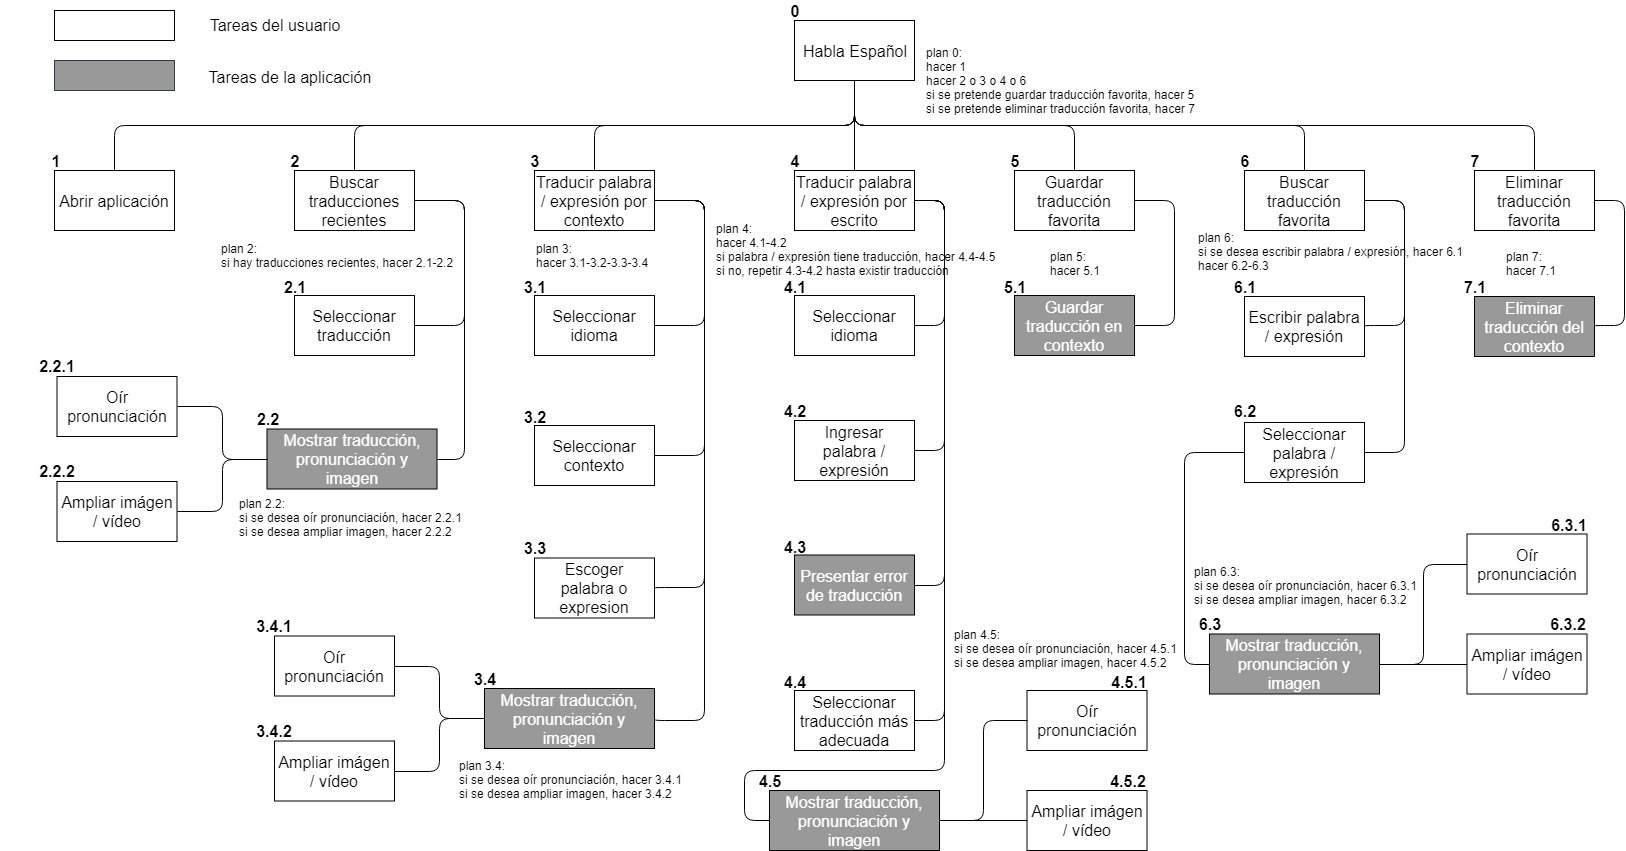 Tareas del usuario
Tareas de la aplicación
0
Habla Español
plan 0:
hacer 1
hacer 2 o 3 o 4 o 6
si se pretende guardar traducción favorita, hacer 5
si se pretende eliminar traducción favorita, hacer 7
1
Abrir aplicación
2
Buscar
traducciones
recientes
plan 2:
si hay traducciones recientes, hacer 2.1-2.2
2.1
Seleccionar
traducción
2.2
Mostrar traducción,
pronunciación y
imagen
2.2.1
Oír
pronunciación
2.2.2
Ampliar imágen
/ vídeo
plan 2.2:
si se desea oír pronunciación, hacer 2.2.1
si se desea ampliar imagen, hacer 2.2.2
3
Traducir palabra
/ expresión por
contexto
plan 3:
hacer 3.1-3.2-3.3-3.4
3.1
Seleccionar
idioma
3.2
Seleccionar
contexto
3.3
Escoger
palabra o
expresion
3.4
Mostrar traducción,
pronunciación y
imagen
3.4.1
Oír
pronunciación
3.4.2
Ampliar imágen
/ vídeo
plan 3.4:
si se desea oír pronunciación, hacer 3.4.1
si se desea ampliar imagen, hacer 3.4.2
4
Traducir palabra
/ expresión por
escrito
plan 4:
hacer 4.1-4.2
si palabra / expresión tiene traducción, hacer 4.4-4.5
si no, repetir 4.3-4.2 hasta existir traducción
4.1
Seleccionar
idioma
4.2
Ingresar
palabra /
expresión
4.3
Presentar error
de traducción
4.4
Seleccionar
traducción más
adecuada
4.5
Mostrar traducción,
pronunciación y
imagen
plan 4.5:
si se desea oír pronunciación, hacer 4.5.1
si se desea ampliar imagen, hacer 4.5.2
4.5.1
Oír
pronunciación
4.5.2
Ampliar imágen
/ vídeo
5
Guardar
traducción
favorita
plan 5:
hacer 5.1
5.1
Guardar
traducción en
contexto
6
Buscar
traducción
favorita
plan 6:
si se desea escribir palabra / expresión, hacer 6.1
hacer 6.2-6.3
6.1
Escribir palabra
/ expresión
6.2
Seleccionar
palabra /
expresión
plan 6.3:
si se desea oír pronunciación, hacer 6.3.1
si se desea ampliar imagen, hacer 6.3.2
6.3
Mostrar traducción,
pronunciación y
imagen
6.3.1
Oír
pronunciación
6.3.2
Ampliar imágen
/ vídeo
7
Eliminar
traducción
favorita
plan 7:
hacer 7.1
7.1
Eliminar
traducción del
contexto